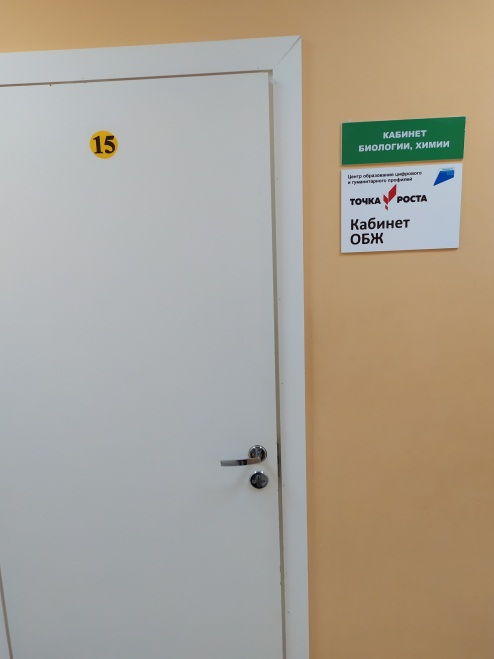 15
КАБИНЕТ
БИОЛОГИИ, ХИМИИ
Центр образования цифрового
и гуманитарного профилей
ТОЧКА РОСТА
Кабинет
ОБЖ